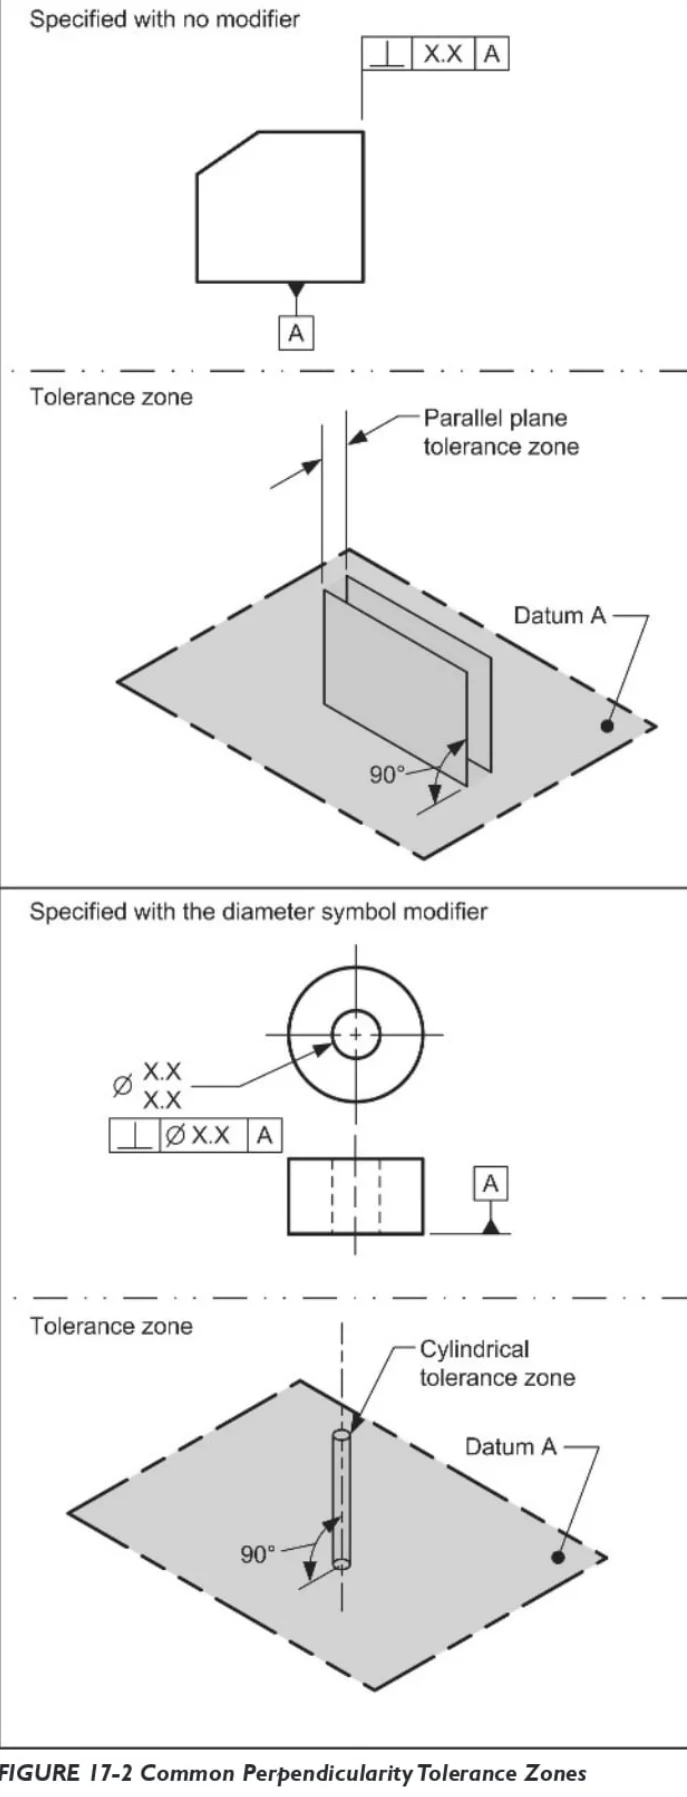 Specified with no modifier
⊥ X.X A
A
Tolerance zone
Parallel plane
tolerance zone
Datum A
90°
Specified with the diameter symbol modifier
Ø X.X
X.X
⊥ Ø X.X A
A
Tolerance zone
Cylindrical
tolerance zone
Datum A
90°
FIGURE 17-2 Common Perpendicularity Tolerance Zones